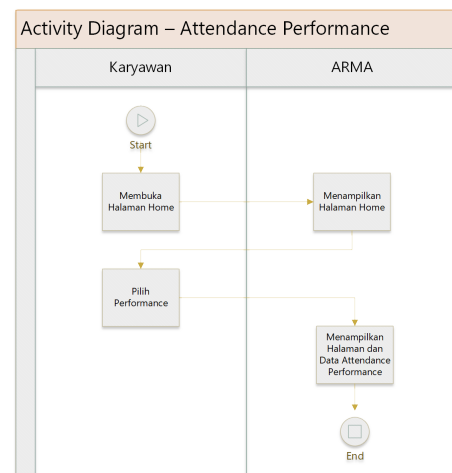 Activity Diagram – Attendance Performance
Karyawan
ARMA
Start
Membuka
Halaman Home
Menampilkan
Halaman Home
Pilih
Performance
Menampilkan
Halaman dan
Data Attendance
Performance
End